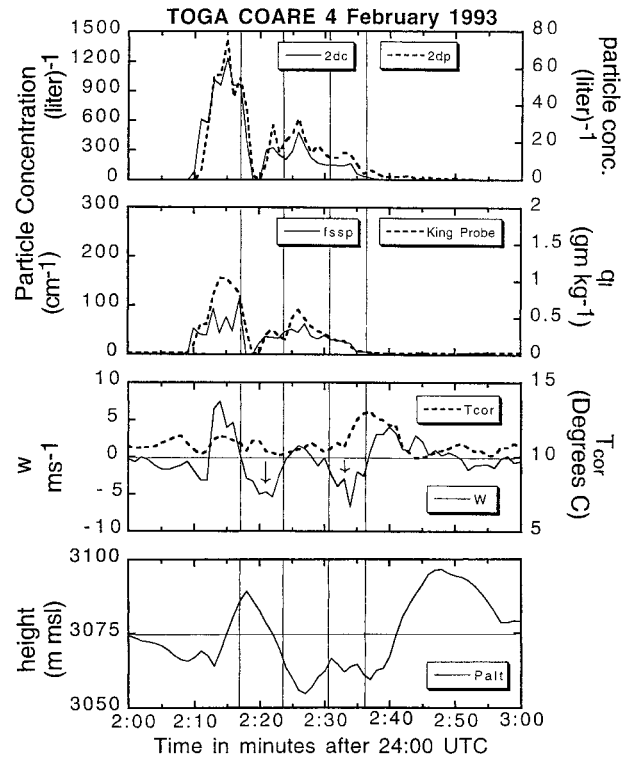 TOGA COARE 4 February 1993
Particle Concentration
(liter)-1
1500
1200
900
600
300
0
2dc
2dp
80
60
40
20
0
particle conc.
(liter)-1
(cm-1)
300
200
100
0
fssp
King Probe
2
1.5
1
0.5
0
ql
(gm kg-1)
w
ms-1
10
5
0
-5
-10
Tcor
W
15
10
5
Tcor
(Degrees C)
height
(m msl)
3100
3075
3050
Palt
2:00 2:10 2:20 2:30 2:40 2:50 3:00
Time in minutes after 24:00 UTC